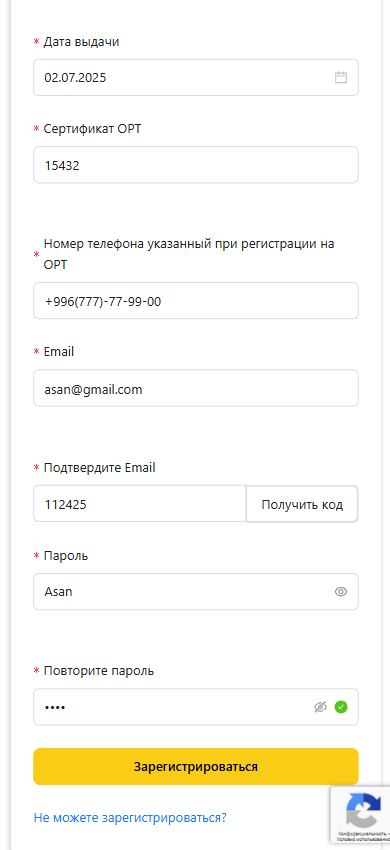 * Дата выдачи
02.07.2025
* Сертификат ОРТ
15432
* Номер телефона указанный при регистрации на
ОРТ
+996(777)-77-99-00
* Email
asan@gmail.com
* Подтвердите Email
112425 Получить код
* Пароль
Asan
* Повторите пароль
••••
Зарегистрироваться
Не можете зарегистрироваться?
Конфиденциальность -
Условия использования